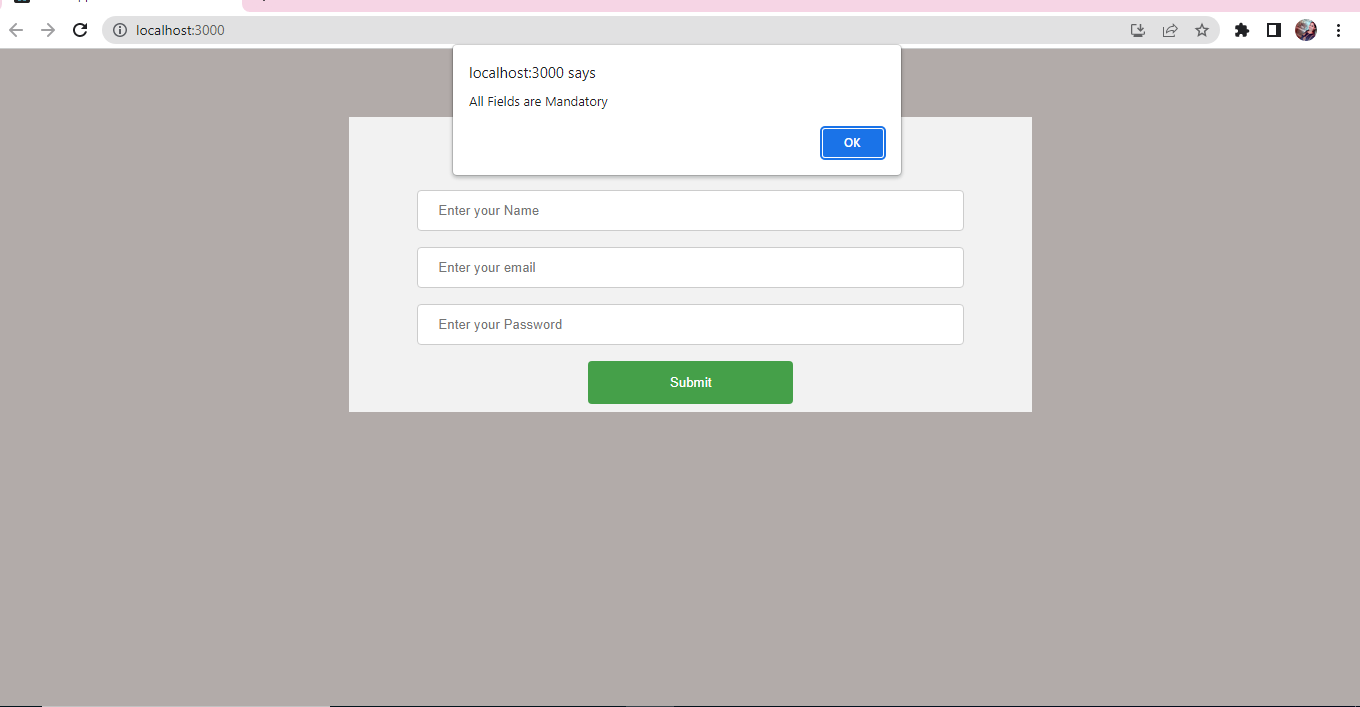 localhost:3000
localhost:3000 says
All Fields are Mandatory
OK
Enter your Name
Enter your email
Enter your Password
Submit